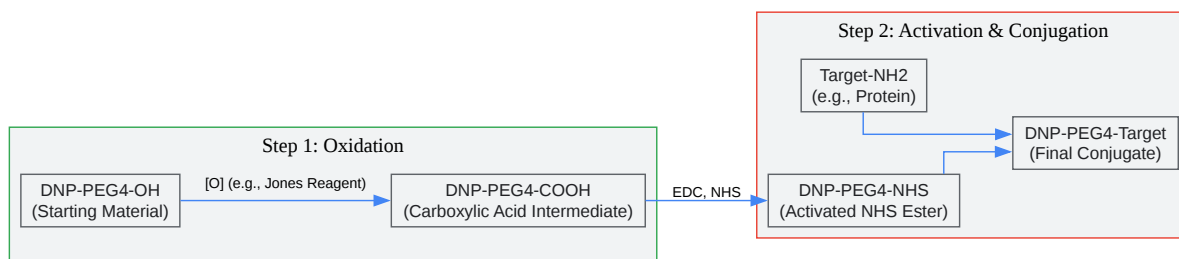 Step 1: Oxidation
DNP-PEG4-OH
(Starting Material)
[O] (e.g., Jones Reagent)
DNP-PEG4-COOH
(Carboxylic Acid Intermediate)
EDC, NHS
Step 2: Activation & Conjugation
Target-NH2
(e.g., Protein)
DNP-PEG4-NHS
(Activated NHS Ester)
DNP-PEG4-Target
(Final Conjugate)